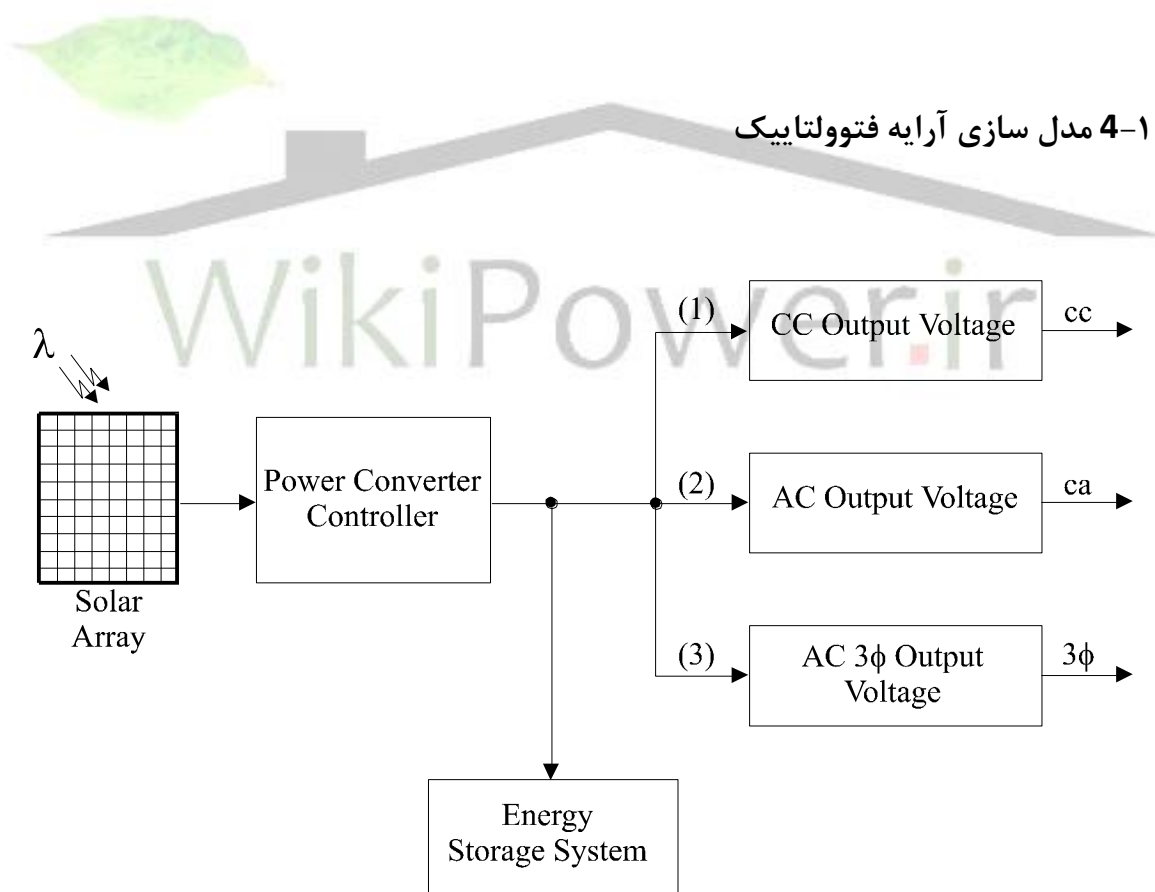 4-۱ مدل سازی آرایه فتوولتاییک
WikiPower.ir
λ
Solar
Array
Power Converter
Controller
(1)
CC Output Voltage
cc
(2)
AC Output Voltage
ca
(3)
AC 3ϕ Output
Voltage
3ϕ
Energy
Storage System